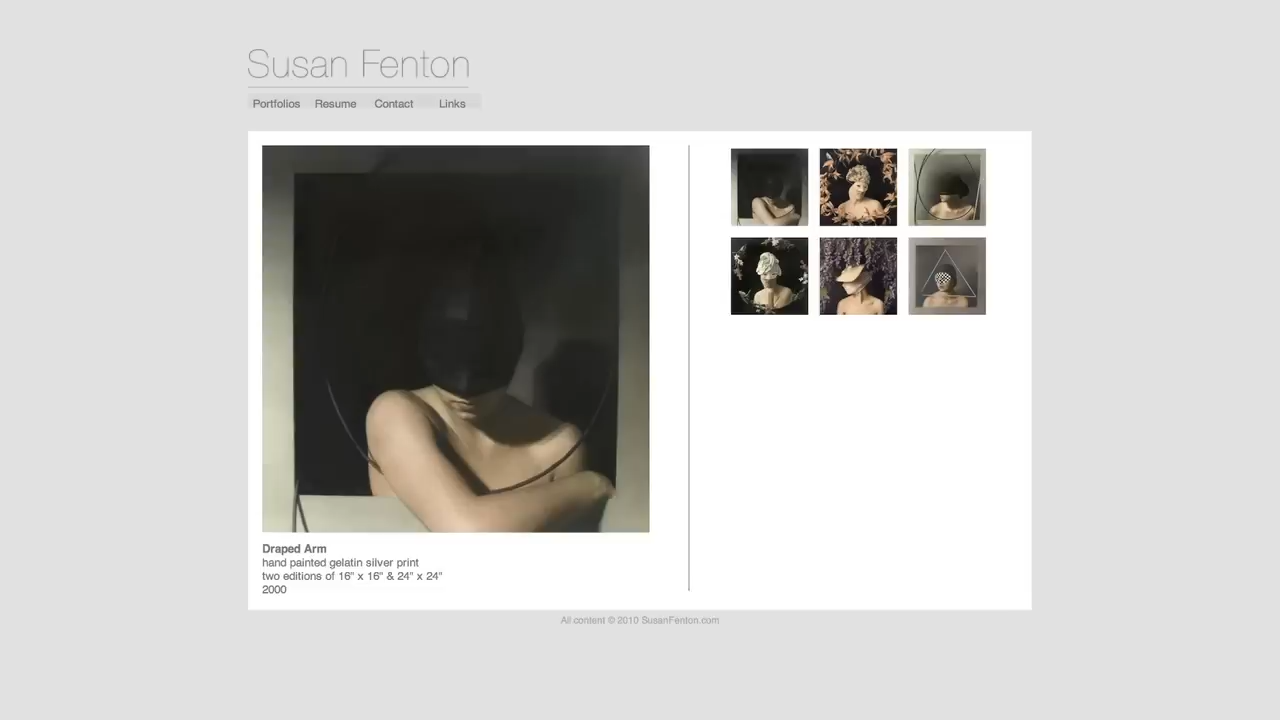 Susan Fenton
Portfolios Resume Contact Links
Draped Arm
hand painted gelatin silver print
two editions of 16" x 16" & 24" x 24"
2000
All content © 2010 SusanFenton.com